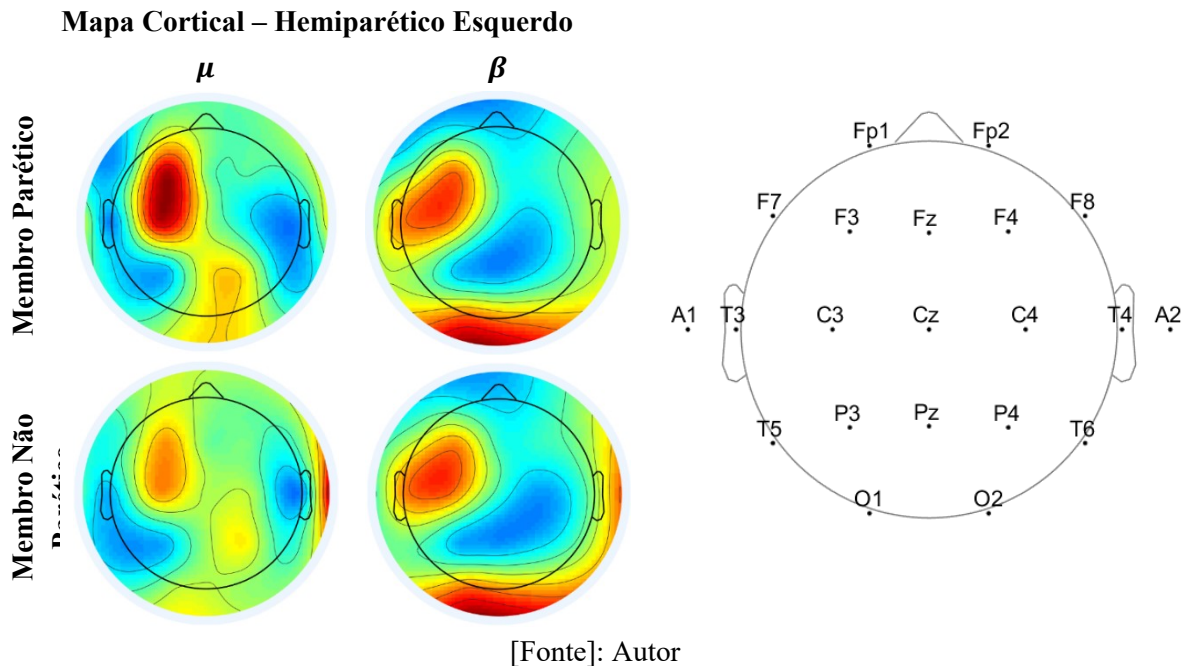 Mapa Cortical – Hemiparético Esquerdo
μ
β
Membro Parético
Membro Não
Fp1
Fp2
F7
F3
Fz
F4
F8
A1
T3
C3
Cz
C4
T4
A2
T5
P3
Pz
P4
T6
O1
O2
[Fonte]: Autor